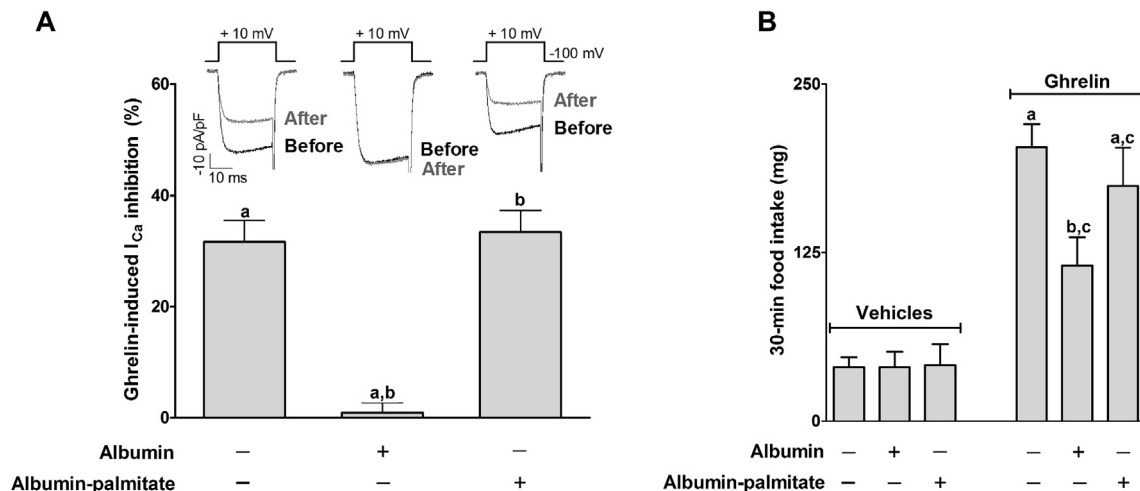 A
+ 10 mV + 10 mV + 10 mV
-100 mV
After
Before
Before
After
After
Before
-10 pA/pF
10 ms
Ghrelin-induced ICa inhibition (%)
60
40
20
0
a
a,b
b
Albumin – + –
Albumin-palmitate – – +
B
30-min food intake (mg)
250
125
0
Vehicles
Ghrelin
a
b,c
a,c
Albumin – + – – + –
Albumin-palmitate – – + – – +